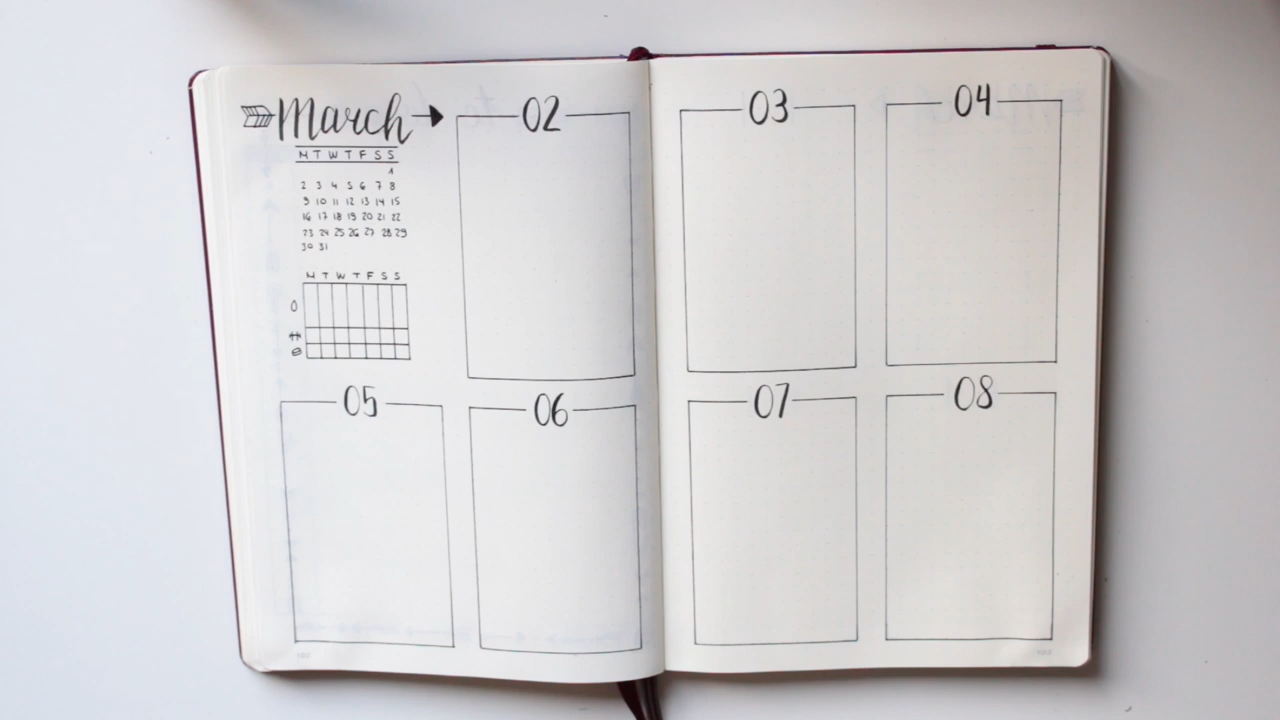 March
M T W T F S S
1
2 3 4 5 6 7 8
9 10 11 12 13 14 15
16 17 18 19 20 21 22
23 24 25 26 27 28 29
30 31
M T W T F S S
02
03
04
05
06
07
08